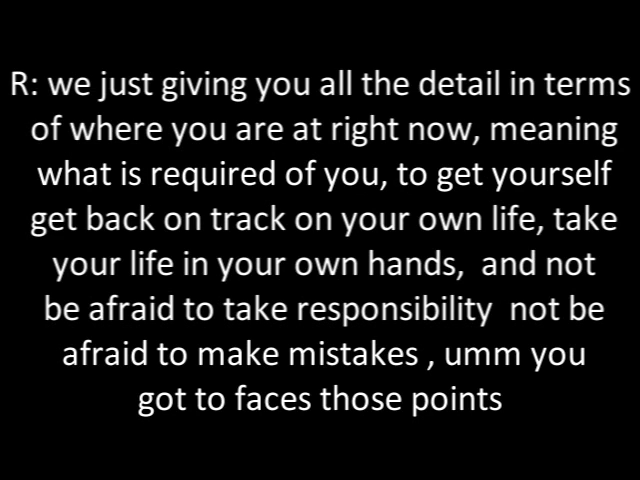 R: we just giving you all the detail in terms
of where you are at right now, meaning
what is required of you, to get yourself
get back on track on your own life, take
your life in your own hands,  and not
be afraid to take responsibility  not be
afraid to make mistakes , umm you
got to faces those points